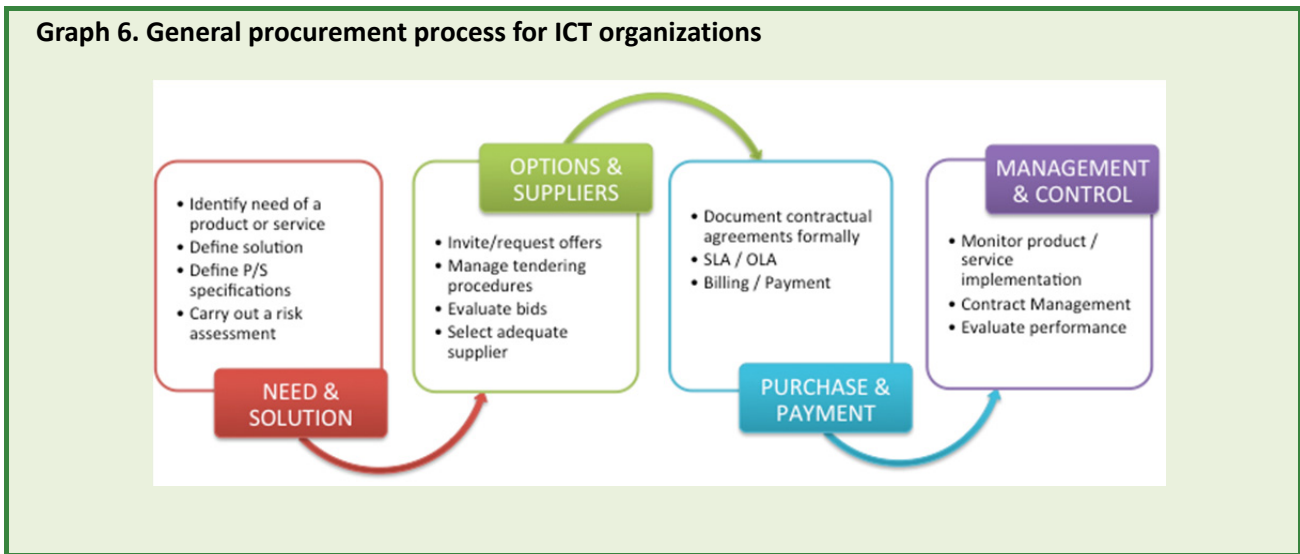 Graph 6. General procurement process for ICT organizations
• Identify need of a
product or service
• Define solution
• Define P/S
specifications
• Carry out a risk
assessment
NEED &
SOLUTION
OPTIONS &
SUPPLIERS
• Invite/request offers
• Manage tendering
procedures
• Evaluate bids
• Select adequate
supplier
• Document contractual
agreements formally
• SLA / OLA
• Billing / Payment
PURCHASE &
PAYMENT
MANAGEMENT
& CONTROL
• Monitor product /
service
implementation
• Contract Management
• Evaluate performance